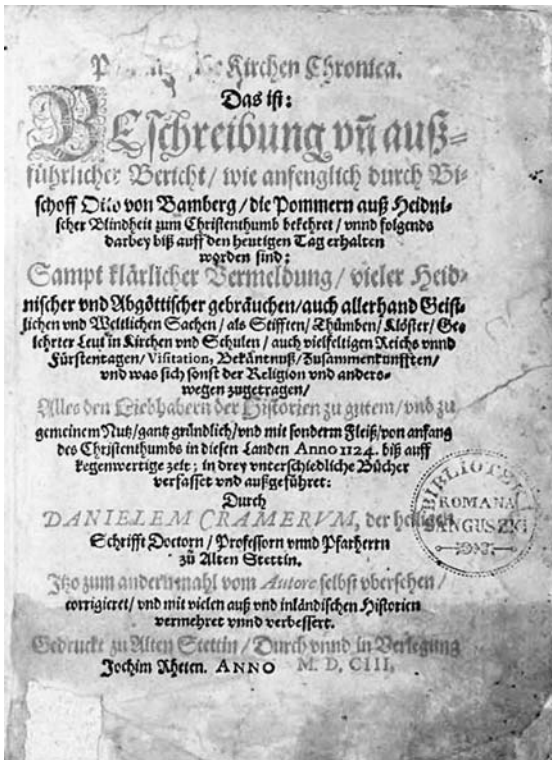 Kirchen Chronica.
Das ist:
BEschreibung vñ auß-
führlicher Bericht / wie anfenglich durch Bi-
schoff Otto von Bamberg / die Pommern auß Heidni-
scher Blindheit zum Christenthumb bekehret / vnnd folgends
darbey biß auff den heutigen Tag erhalten
worden sind:
Sampt klärlicher Vermeldung / vieler Heid-
nischer vnd Abgöttischer gebräuchen / auch allerhand Geist-
lichen vnd Weltlichen Sachen / als Stifften / Thümben / Klöster / Ge-
lehrter Leut in Kirchen vnd Schulen / auch vielfeltigen Reichs vnnd
Fürstentagen / Visitation, Bekäntnuß / Zusammenkunfften /
vnd was sich sonst der Religion vnd anders-
wegen zugetragen /
Alles den Liebhabern der Historien zu gutem / vnd zu
gemeinem Nutz / gantz gründlich / vnd mit sonderm Fleiß / von anfang
des Christenthumbs in diesen Landen Anno 1124. biß auff
kegenwertige zeit ; in drey vnterschiedliche Bücher
verfasset vnd außgeführet:
Durch
DANIELEM CRAMERVM, der heiligen
Schrifft Doctorn / Professorn vnnd Pfarherrn
zu Alten Stettin.
Itzo zum andernmahl vom Autore selbst vbersehen /
corrigieret / vnd mit vielen auß vnd inländischen Historien
vermehret vnnd verbessert.
Gedruckt zu Alten Stettin / Durch vnnd in Verlegung
Jochim Rheten. ANNO M. D. CIII.
BIBLIOTEKA
ROMANA
SANGUSZKI